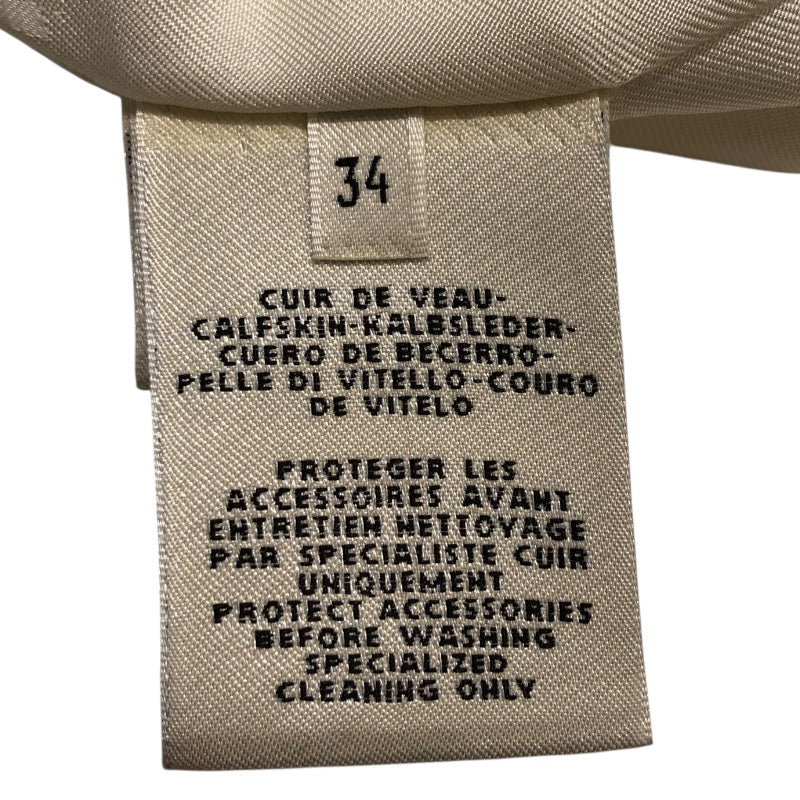 34
CUIR DE VEAU-
CALFSKIN-KALBSLEDER-
CUERO DE BECERRO-
PELLE DI VITELLO-COURO
DE VITELO
PROTEGER LES
ACCESSOIRES AVANT
ENTRETIEN NETTOYAGE
PAR SPECIALISTE CUIR
UNIQUEMENT
PROTECT ACCESSORIES
BEFORE WASHING
SPECIALIZED
CLEANING ONLY